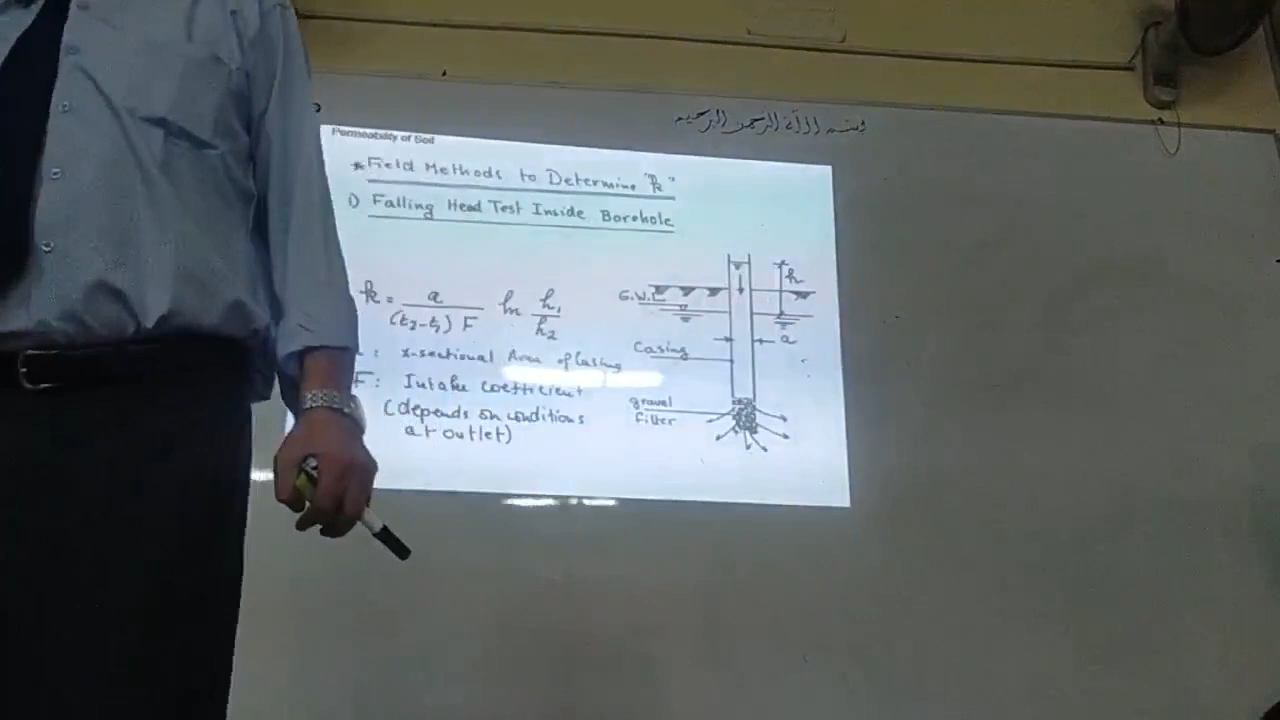 بسم الله الرحمن الرحيم
Permeability of Soil
* Field Methods to Determine "k"
1) Falling Head Test Inside Borehole
k = a / (t2-t1) F ln h1 / h2
: x-sectional Area of Casing
F: Intake coefficient
(depends on conditions
at outlet)
h
G.W.L
a
Casing
gravel
filter